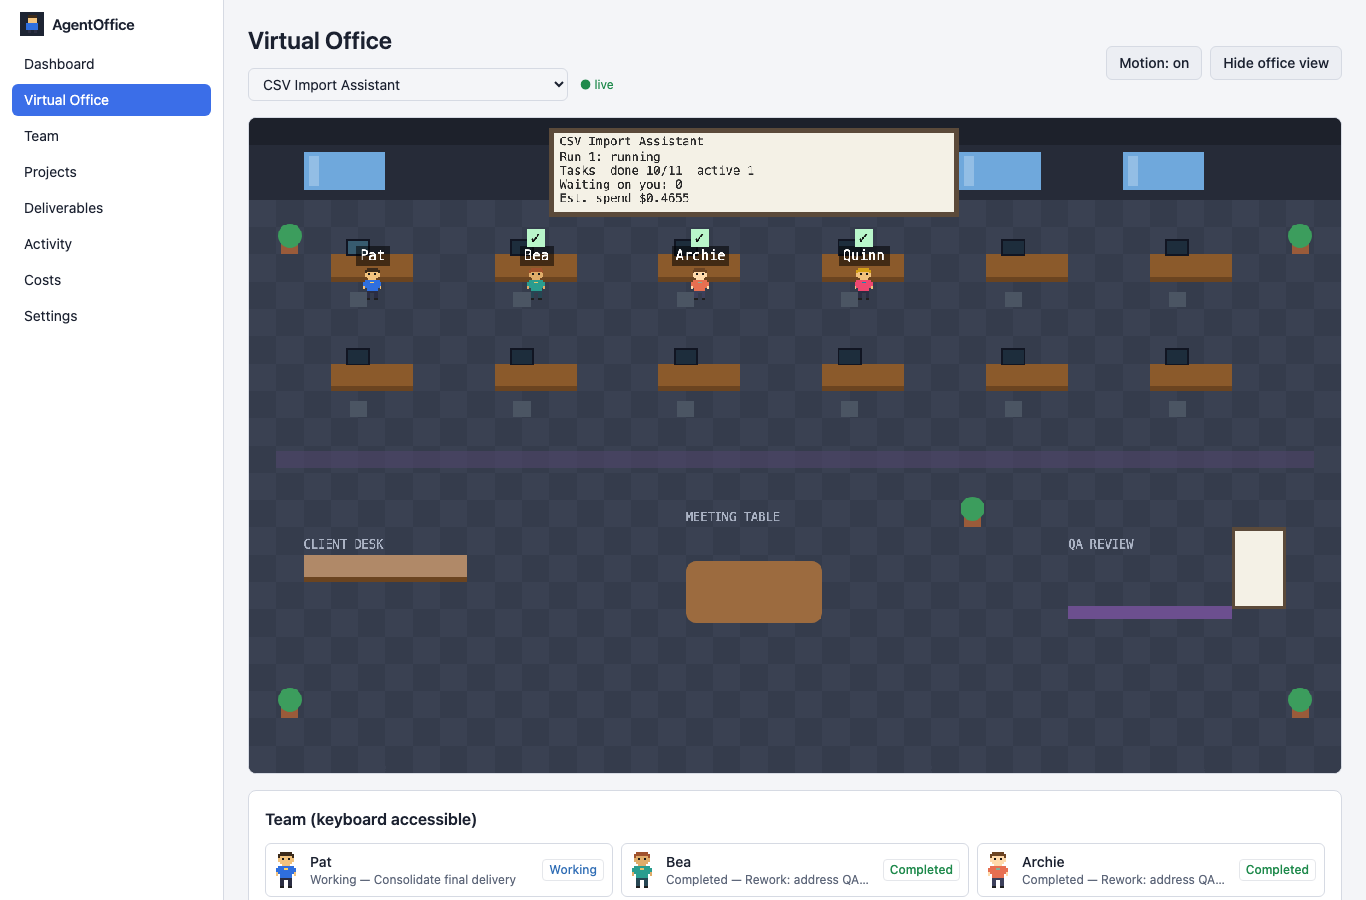 AgentOffice
Dashboard
Virtual Office
Team
Projects
Deliverables
Activity
Costs
Settings
Virtual Office
CSV Import Assistant
live
Motion: on
Hide office view
CSV Import Assistant
Run 1: running
Tasks done 10/11 active 1
Waiting on you: 0
Est. spend $0.4655
Pat
Bea
Archie
Quinn
MEETING TABLE
CLIENT DESK
QA REVIEW
Team (keyboard accessible)
Pat
Working — Consolidate final delivery
Working
Bea
Completed — Rework: address QA...
Completed
Archie
Completed — Rework: address QA...
Completed